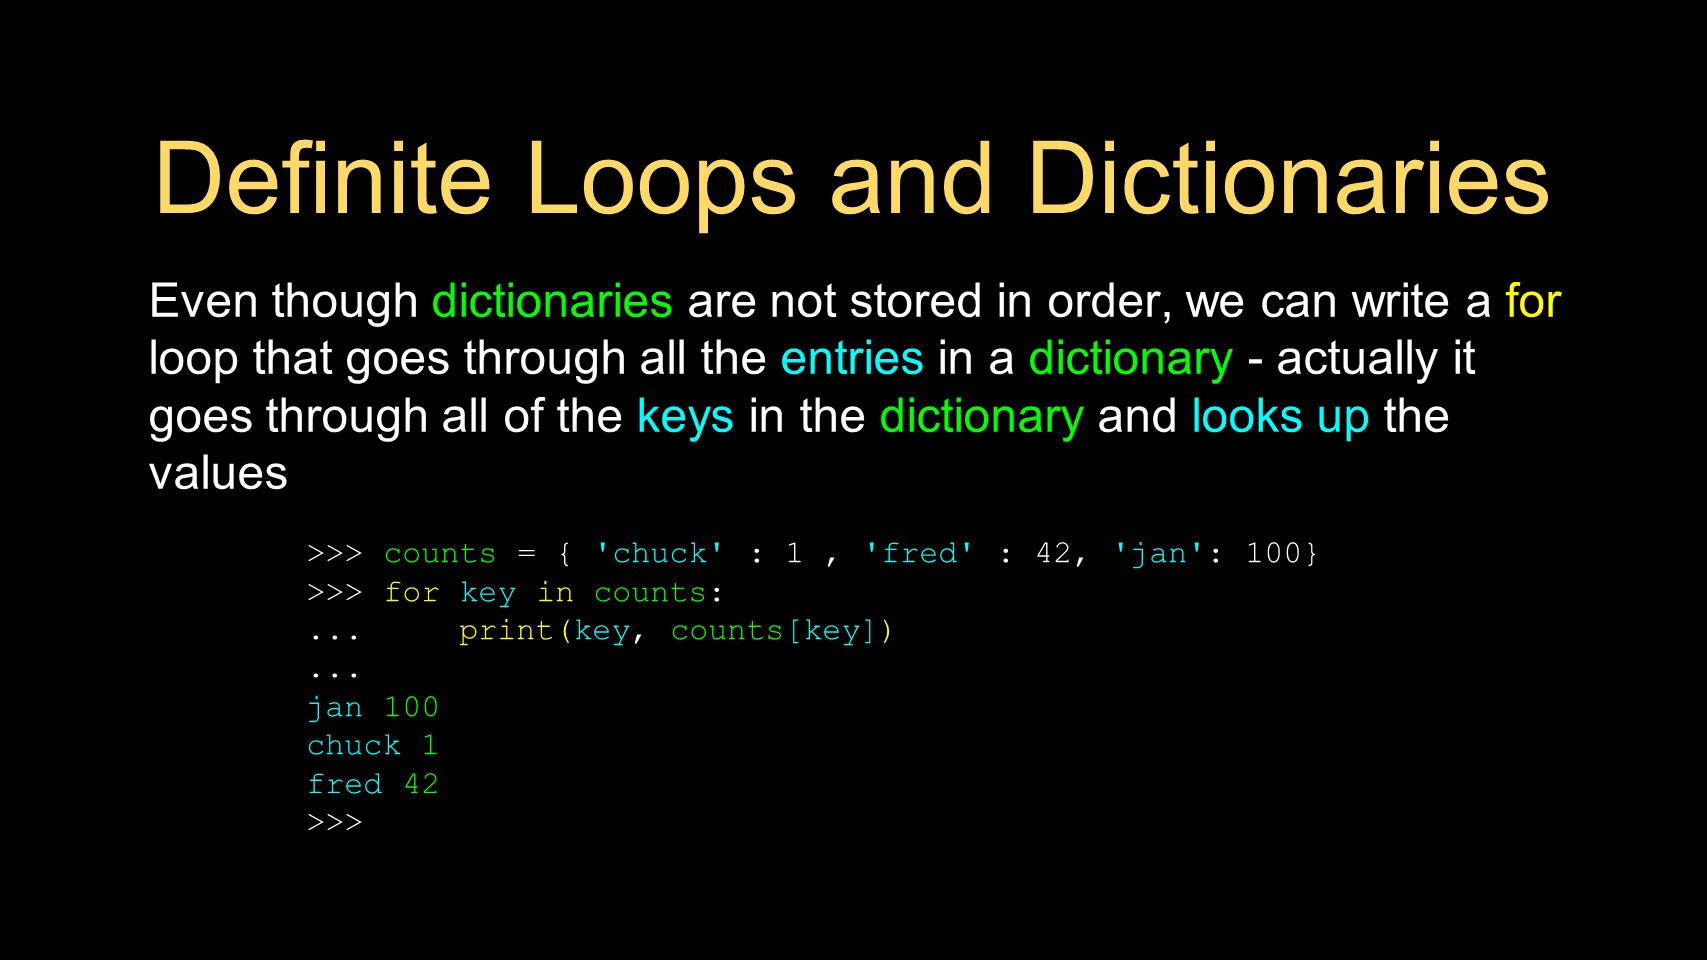 Definite Loops and Dictionaries
Even though dictionaries are not stored in order, we can write a for
loop that goes through all the entries in a dictionary - actually it
goes through all of the keys in the dictionary and looks up the
values
>>> counts = { 'chuck' : 1 , 'fred' : 42, 'jan': 100}
>>> for key in counts:
...     print(key, counts[key])
...
jan 100
chuck 1
fred 42
>>>